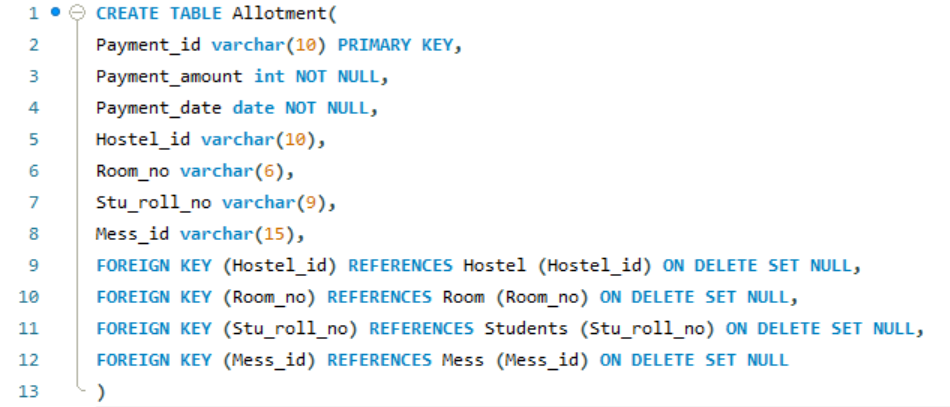 1 CREATE TABLE Allotment(
2 Payment_id varchar(10) PRIMARY KEY,
3 Payment_amount int NOT NULL,
4 Payment_date date NOT NULL,
5 Hostel_id varchar(10),
6 Room_no varchar(6),
7 Stu_roll_no varchar(9),
8 Mess_id varchar(15),
9 FOREIGN KEY (Hostel_id) REFERENCES Hostel (Hostel_id) ON DELETE SET NULL,
10 FOREIGN KEY (Room_no) REFERENCES Room (Room_no) ON DELETE SET NULL,
11 FOREIGN KEY (Stu_roll_no) REFERENCES Students (Stu_roll_no) ON DELETE SET NULL,
12 FOREIGN KEY (Mess_id) REFERENCES Mess (Mess_id) ON DELETE SET NULL
13 )